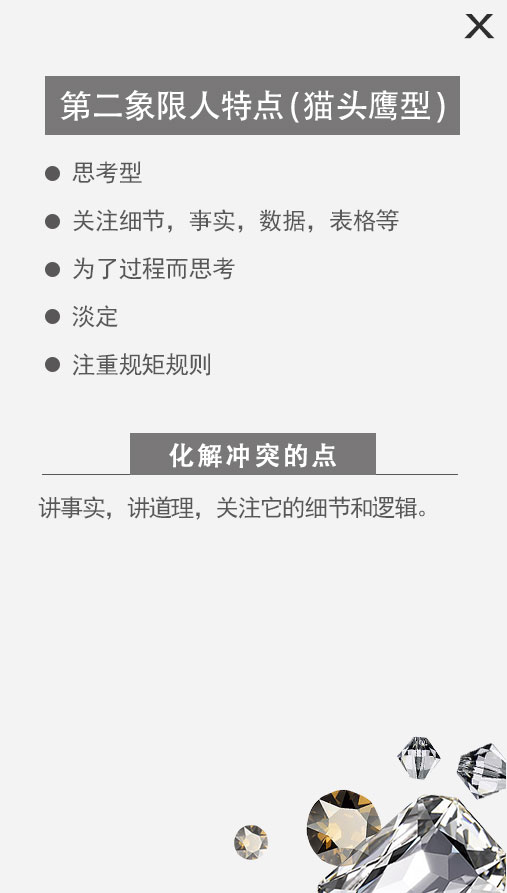 X
第二象限人特点(猫头鹰型)
● 思考型
● 关注细节，事实，数据，表格等
● 为了过程而思考
● 淡定
● 注重规矩规则
化解冲突的点
讲事实，讲道理，关注它的细节和逻辑。